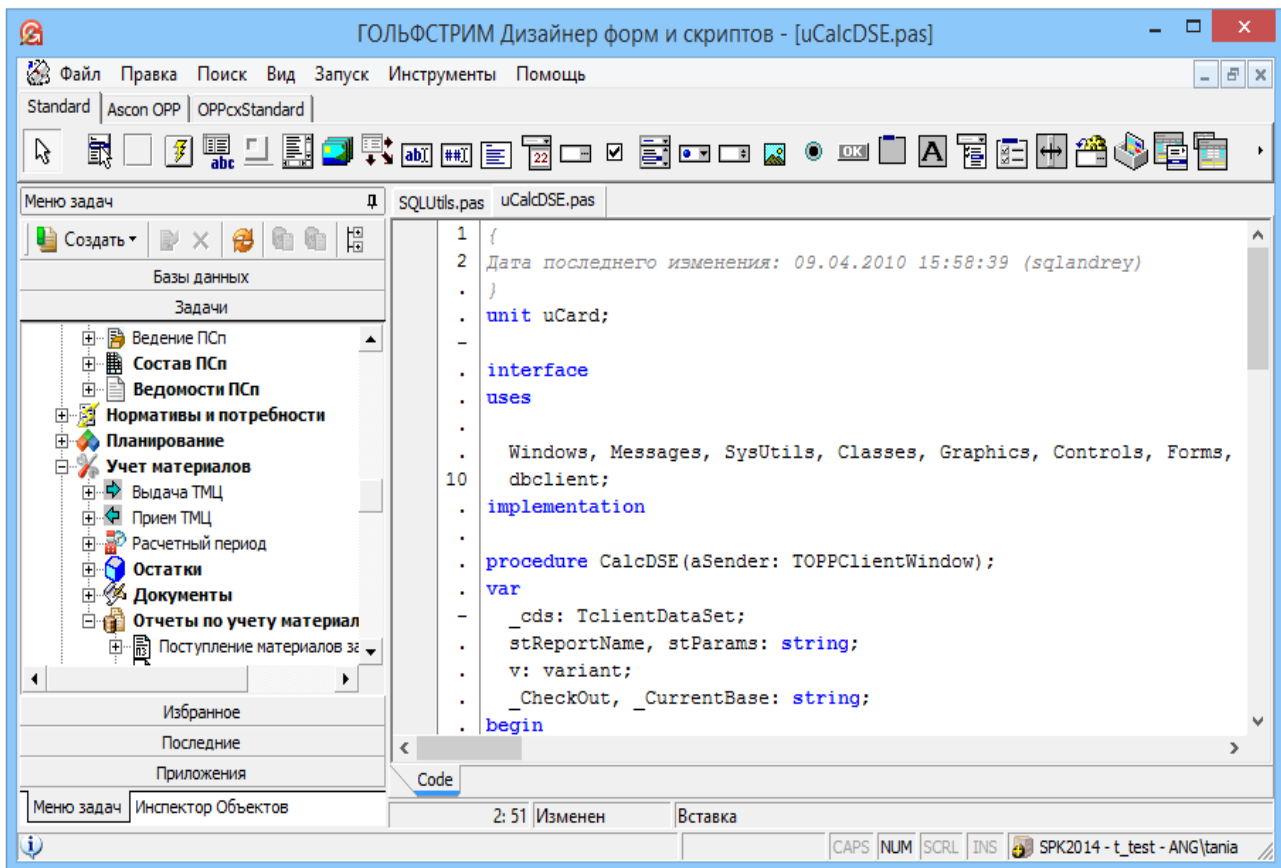 ГОЛЬФСТРИМ Дизайнер форм и скриптов - [uCalcDSE.pas]
Файл Правка Поиск Вид Запуск Инструменты Помощь
Standard Ascon OPP OPPcxStandard
abc ab ## 22 OK A
Меню задач
Создать
Базы данных
Задачи
Ведение ПСп
Состав ПСп
Ведомости ПСп
Нормативы и потребности
Планирование
Учет материалов
Выдача ТМЦ
Прием ТМЦ
Расчетный период
Остатки
Документы
Отчеты по учету материал
Поступление материалов за
Избранное
Последние
Приложения
Меню задач Инспектор Объектов
SQLUtils.pas uCalcDSE.pas
1 {
2 Дата последнего изменения: 09.04.2010 15:58:39 (sqlandrey)
. }
. unit uCard;
-
. interface
. uses
.
. Windows, Messages, SysUtils, Classes, Graphics, Controls, Forms,
10 dbclient;
. implementation
.
. procedure CalcDSE(aSender: TOPPClientWindow);
. var
- _cds: TclientDataSet;
. stReportName, stParams: string;
. v: variant;
. _CheckOut, _CurrentBase: string;
. begin
Code
2: 51 Изменен Вставка
CAPS NUM SCRL INS SPK2014 - t_test - ANG\tania